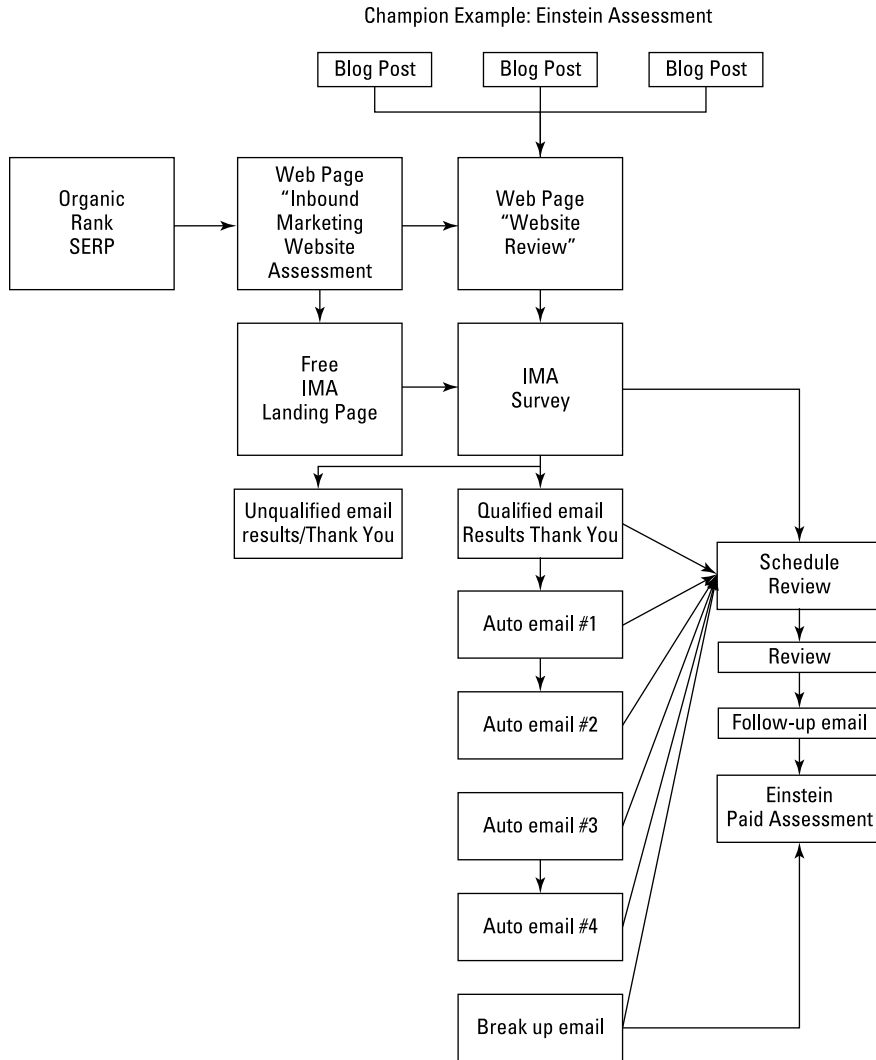 Champion Example: Einstein Assessment
Blog Post
Blog Post
Blog Post
Organic
Rank
SERP
Web Page
“Inbound
Marketing
Website
Assessment
Web Page
“Website
Review”
Free
IMA
Landing Page
IMA
Survey
Unqualified email
results/Thank You
Qualified email
Results Thank You
Schedule
Review
Auto email #1
Review
Auto email #2
Follow-up email
Einstein
Paid Assessment
Auto email #3
Auto email #4
Break up email